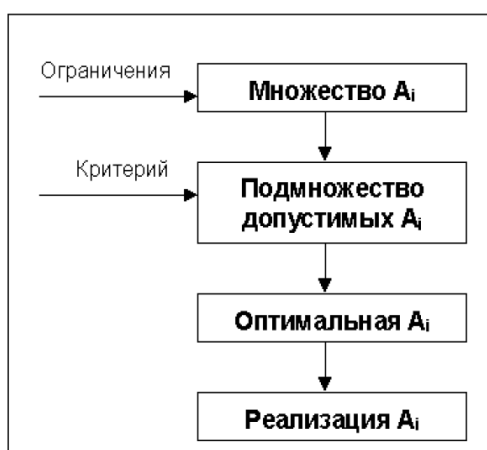 Ограничения
Множество Ai
Критерий
Подмножество
допустимых Ai
Оптимальная Ai
Реализация Ai